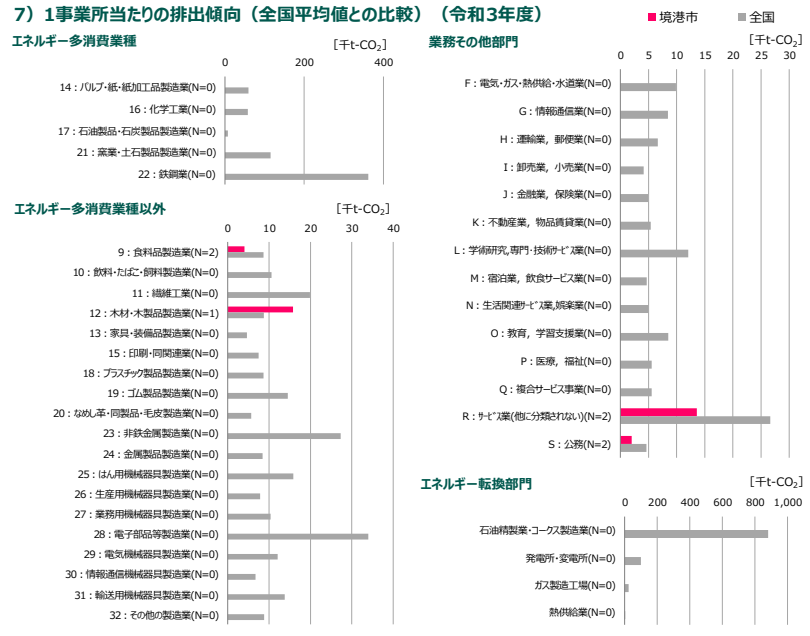 7）1事業所当たりの排出傾向（全国平均値との比較）（令和3年度）
■境港市 ■全国
エネルギー多消費業種
[千t-CO₂]
0 200 400
14：パルプ・紙・紙加工品製造業(N=0)
16：化学工業(N=0)
17：石油製品・石炭製品製造業(N=0)
21：窯業・土石製品製造業(N=0)
22：鉄鋼業(N=0)
エネルギー多消費業種以外
[千t-CO₂]
0 10 20 30 40
9：食料品製造業(N=2)
10：飲料・たばこ・飼料製造業(N=0)
11：繊維工業(N=0)
12：木材・木製品製造業(N=1)
13：家具・装備品製造業(N=0)
15：印刷・同関連業(N=0)
18：プラスチック製品製造業(N=0)
19：ゴム製品製造業(N=0)
20：なめし革・同製品・毛皮製造業(N=0)
23：非鉄金属製造業(N=0)
24：金属製品製造業(N=0)
25：はん用機械器具製造業(N=0)
26：生産用機械器具製造業(N=0)
27：業務用機械器具製造業(N=0)
28：電子部品等製造業(N=0)
29：電気機械器具製造業(N=0)
30：情報通信機械器具製造業(N=0)
31：輸送用機械器具製造業(N=0)
32：その他の製造業(N=0)
業務その他部門
[千t-CO₂]
0 5 10 15 20 25 30
F：電気・ガス・熱供給・水道業(N=0)
G：情報通信業(N=0)
H：運輸業，郵便業(N=0)
I：卸売業，小売業(N=0)
J：金融業，保険業(N=0)
K：不動産業，物品賃貸業(N=0)
L：学術研究,専門・技術ｻｰﾋﾞｽ業(N=0)
M：宿泊業，飲食サービス業(N=0)
N：生活関連ｻｰﾋﾞｽ業,娯楽業(N=0)
O：教育，学習支援業(N=0)
P：医療，福祉(N=0)
Q：複合サービス事業(N=0)
R：ｻｰﾋﾞｽ業(他に分類されない)(N=2)
S：公務(N=2)
エネルギー転換部門
[千t-CO₂]
0 200 400 600 800 1,000
石油精製業・コークス製造業(N=0)
発電所・変電所(N=0)
ガス製造工場(N=0)
熱供給業(N=0)